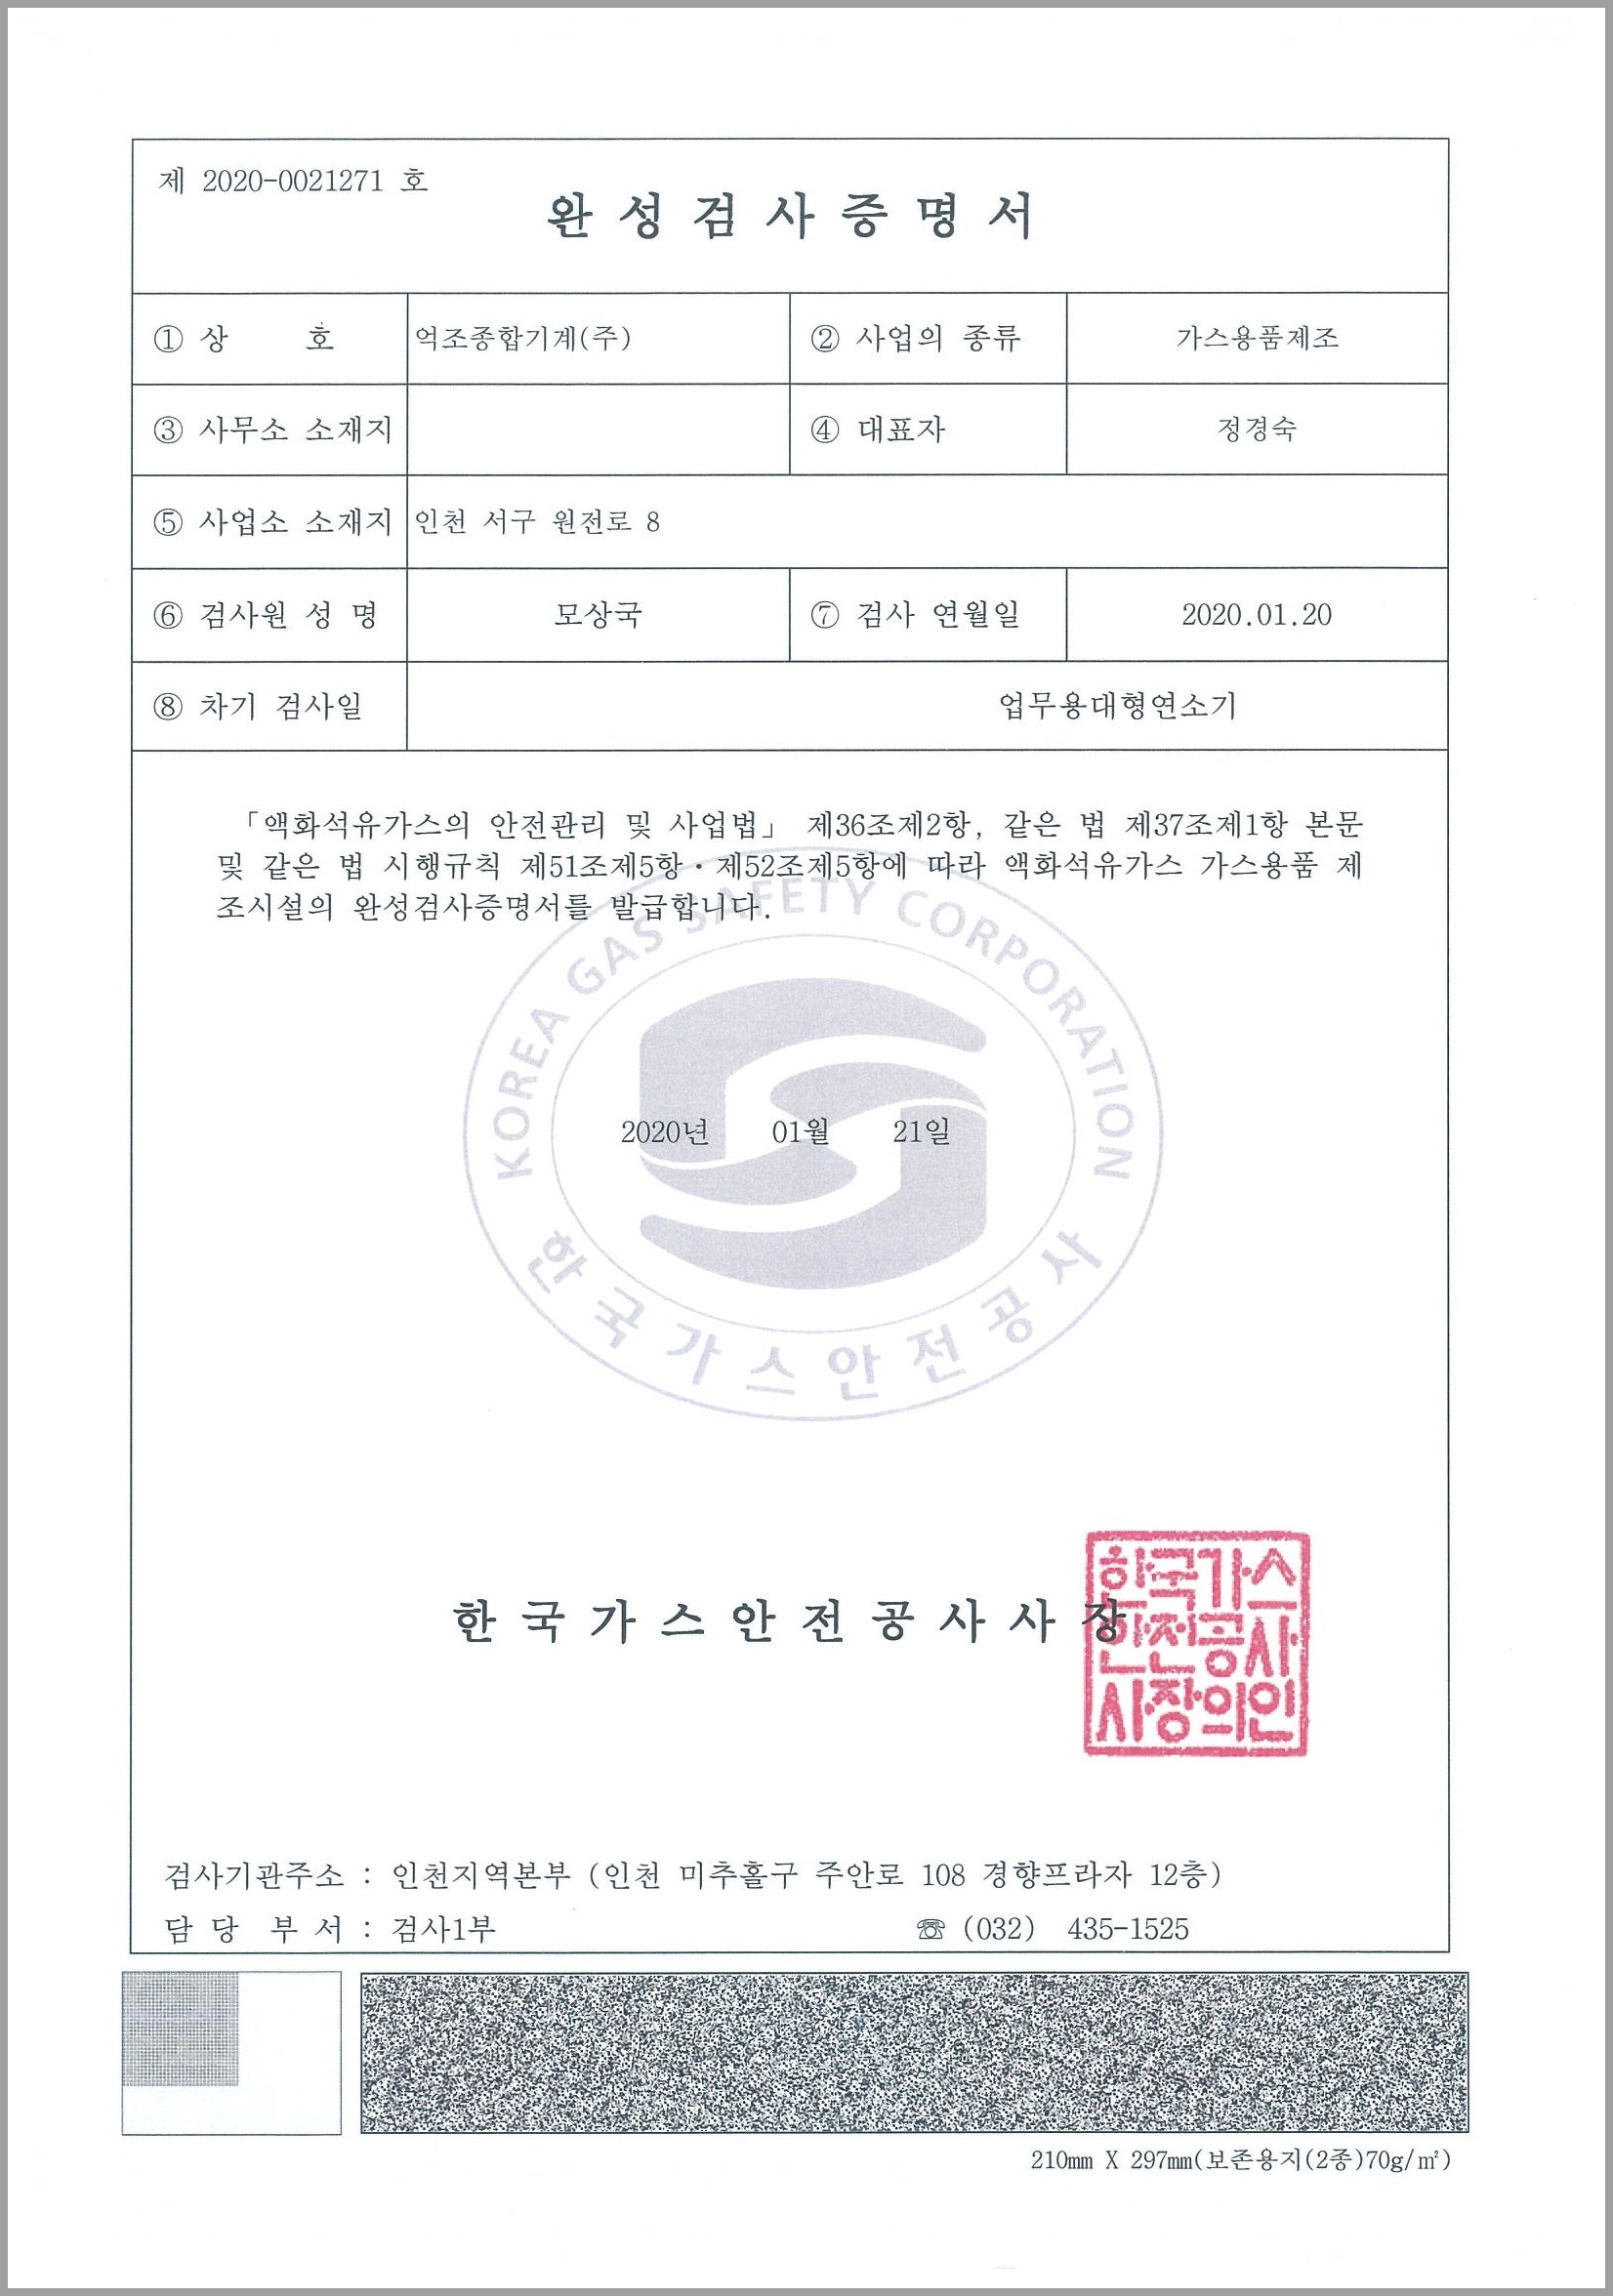 제 2020-0021271 호
완성검사증명서
① 상 호 억조종합기계(주) ② 사업의 종류 가스용품제조
③ 사무소 소재지 ④ 대표자 정경숙
⑤ 사업소 소재지 인천 서구 원전로 8
⑥ 검사원 성 명 모상국 ⑦ 검사 연월일 2020.01.20
⑧ 차기 검사일 업무용대형연소기
「액화석유가스의 안전관리 및 사업법」 제36조제2항, 같은 법 제37조제1항 본문
및 같은 법 시행규칙 제51조제5항·제52조제5항에 따라 액화석유가스 가스용품 제
조시설의 완성검사증명서를 발급합니다.
KOREA GAS SAFETY CORPORATION
2020년 01월 21일
한국가스안전공사
한국가스안전공사사장
한국가스
안전공사
사장의인
검사기관주소 : 인천지역본부 (인천 미추홀구 주안로 108 경향프라자 12층)
담 당 부 서 : 검사1부 ☏ (032) 435-1525
210mm X 297mm(보존용지(2종)70g/㎡)